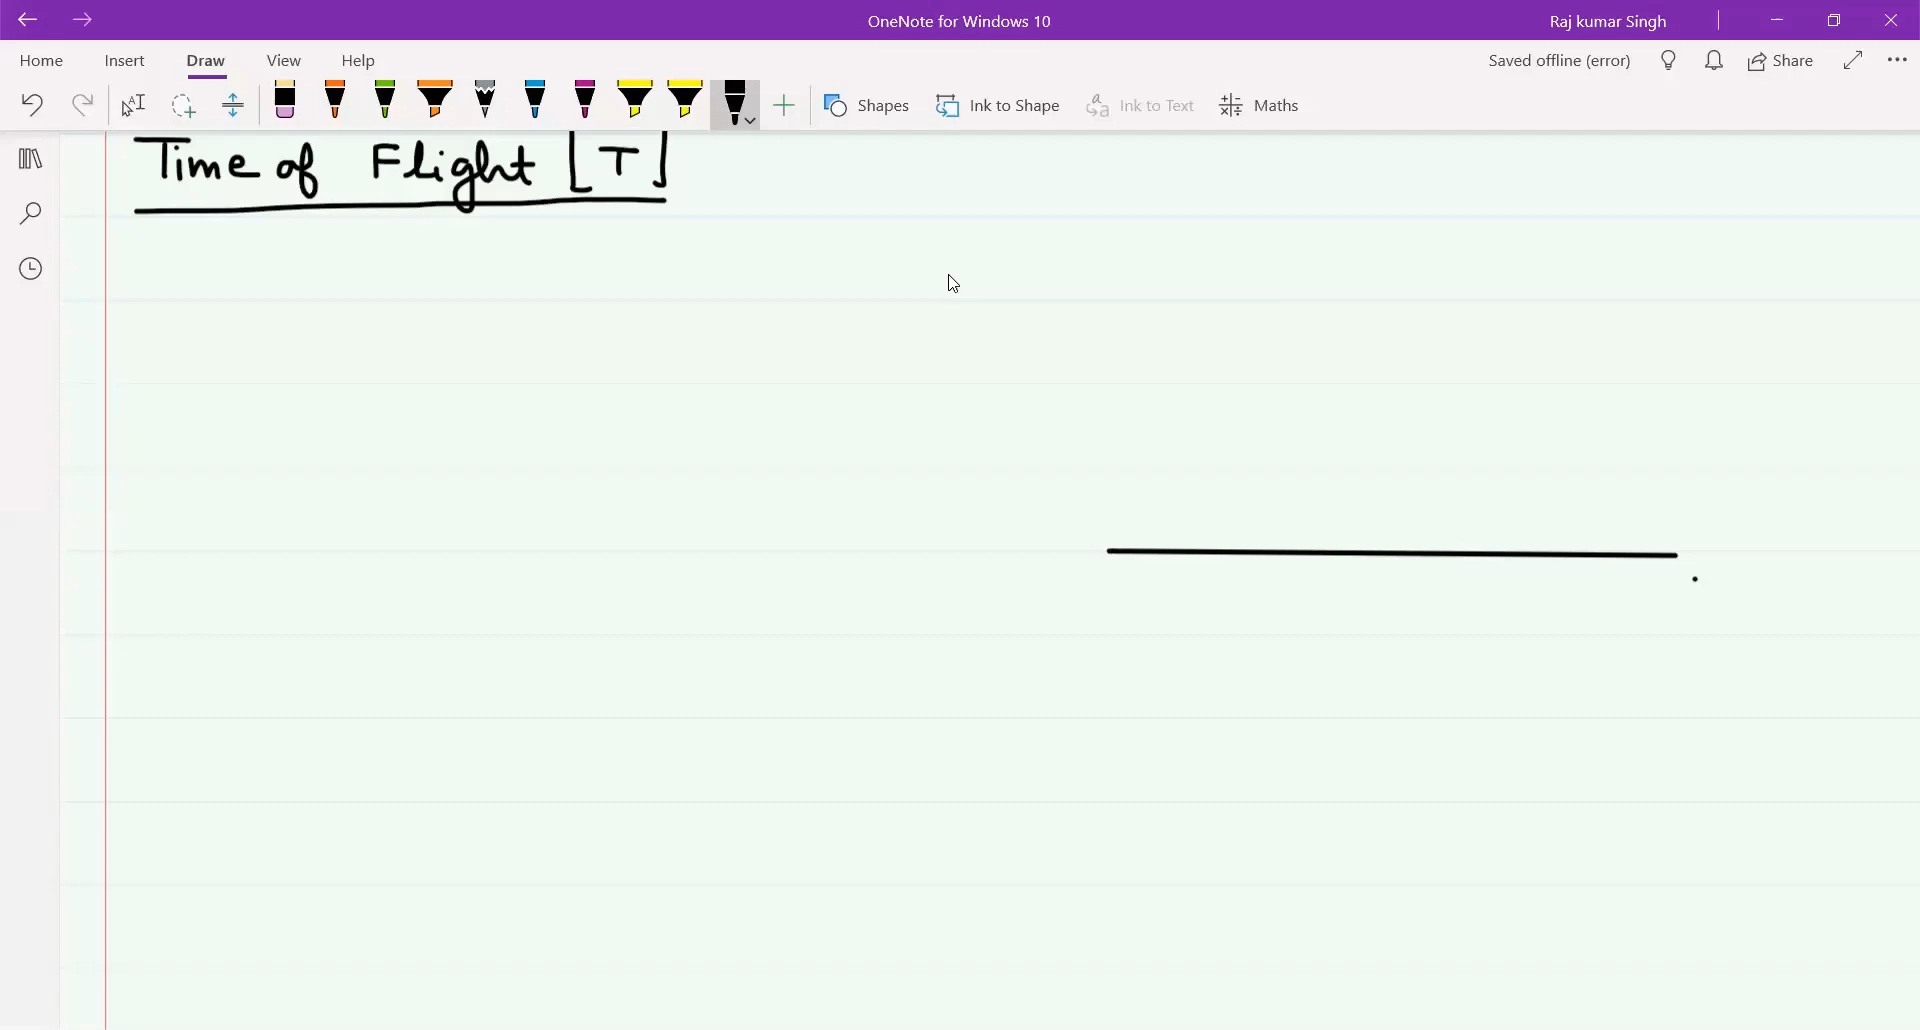 OneNote for Windows 10
Raj kumar Singh
Home Insert Draw View Help
Saved offline (error) Share
Shapes Ink to Shape Ink to Text Maths
Time of Flight [T]